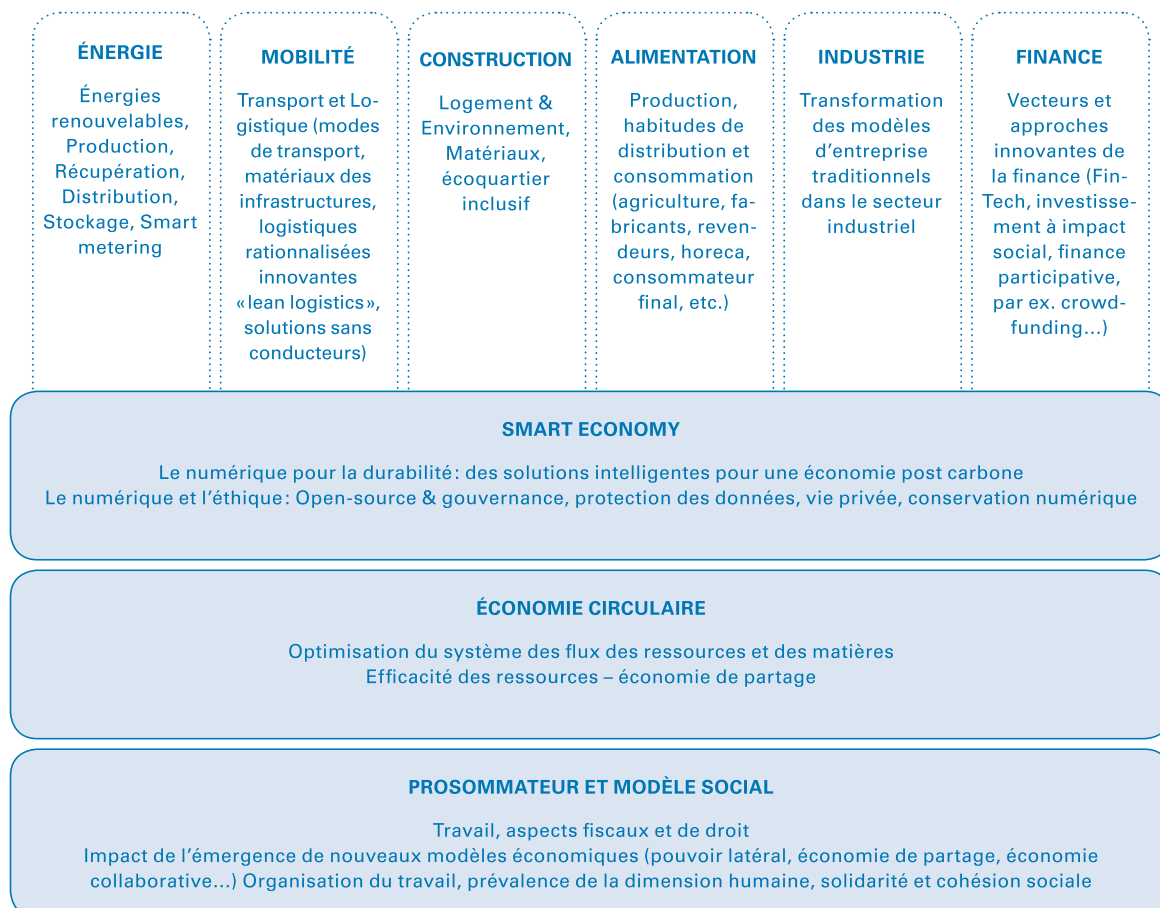 ÉNERGIE
Énergies
renouvelables,
Production,
Récupération,
Distribution,
Stockage, Smart
metering
MOBILITÉ
Transport et Lo-
gistique (modes
de transport,
matériaux des
infrastructures,
logistiques
rationnalisées
innovantes
«lean logistics»,
solutions sans
conducteurs)
CONSTRUCTION
Logement &
Environnement,
Matériaux,
écoquartier
inclusif
ALIMENTATION
Production,
habitudes de
distribution et
consommation
(agriculture, fa-
bricants, reven-
deurs, horeca,
consommateur
final, etc.)
INDUSTRIE
Transformation
des modèles
d'entreprise
traditionnels
dans le secteur
industriel
FINANCE
Vecteurs et
approches
innovantes de
la finance (Fin-
Tech, investisse-
ment à impact
social, finance
participative,
par ex. crowd-
funding…)
SMART ECONOMY
Le numérique pour la durabilité: des solutions intelligentes pour une économie post carbone
Le numérique et l'éthique: Open-source & gouvernance, protection des données, vie privée, conservation numérique
ÉCONOMIE CIRCULAIRE
Optimisation du système des flux des ressources et des matières
Efficacité des ressources – économie de partage
PROSOMMATEUR ET MODÈLE SOCIAL
Travail, aspects fiscaux et de droit
Impact de l'émergence de nouveaux modèles économiques (pouvoir latéral, économie de partage, économie
collaborative…) Organisation du travail, prévalence de la dimension humaine, solidarité et cohésion sociale